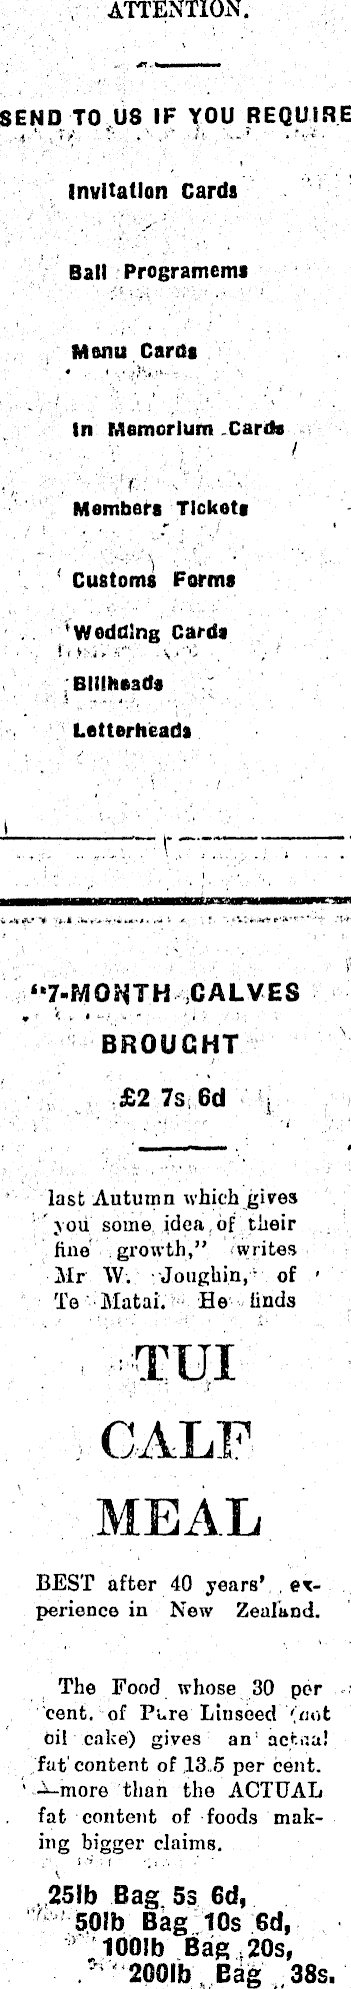 ATTENTION.
SEND TO US IF YOU REQUIRE
Invitation Cards
Ball Programems
Menu Cards
In Memorium Cards
Members Tickets
Customs Forms
Wedding Cards
Billheads
Letterheads
"7-MONTH CALVES
BROUGHT
£2 7s 6d
last Autumn which gives
you some idea of their
fine growth," writes
Mr W. Joughin, of
Te Matai. He finds
TUI
CALF
MEAL
BEST after 40 years' ex-
perience in New Zealand.
The Food whose 30 per
cent. of Pure Linseed (not
oil cake) gives an actual
fat content of 13.5 per cent.
—more than the ACTUAL
fat content of foods mak-
ing bigger claims.
25lb Bag 5s 6d,
50lb Bag 10s 6d,
100lb Bag 20s,
200lb Bag 38s.